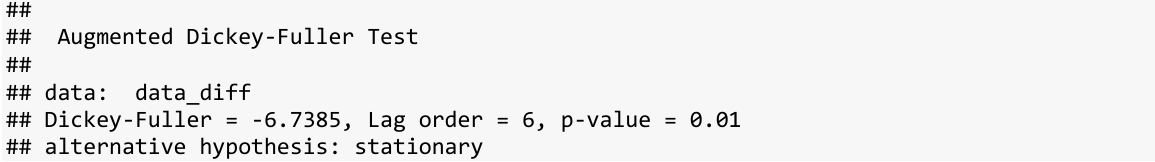 ##
##  Augmented Dickey-Fuller Test
##
## data:  data_diff
## Dickey-Fuller = -6.7385, Lag order = 6, p-value = 0.01
## alternative hypothesis: stationary